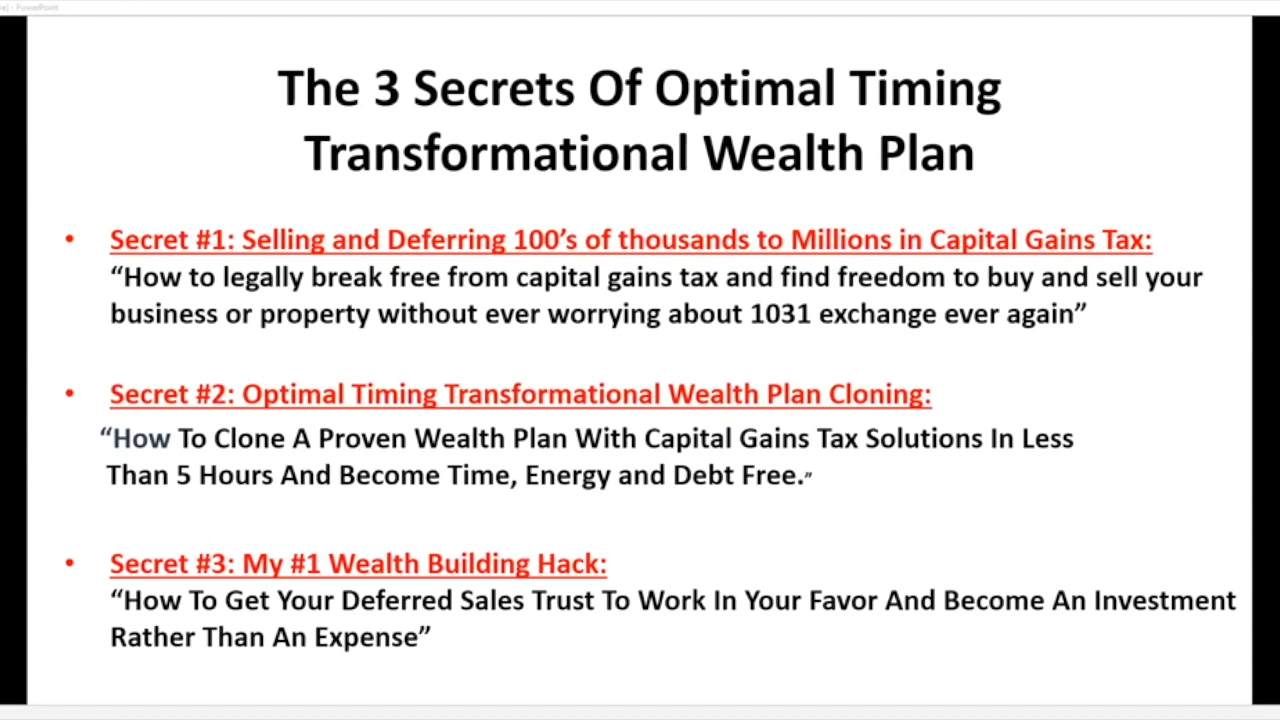 The 3 Secrets Of Optimal Timing
Transformational Wealth Plan
• Secret #1: Selling and Deferring 100’s of thousands to Millions in Capital Gains Tax:
“How to legally break free from capital gains tax and find freedom to buy and sell your
business or property without ever worrying about 1031 exchange ever again”
• Secret #2: Optimal Timing Transformational Wealth Plan Cloning:
“How To Clone A Proven Wealth Plan With Capital Gains Tax Solutions In Less
Than 5 Hours And Become Time, Energy and Debt Free.”
• Secret #3: My #1 Wealth Building Hack:
“How To Get Your Deferred Sales Trust To Work In Your Favor And Become An Investment
Rather Than An Expense”